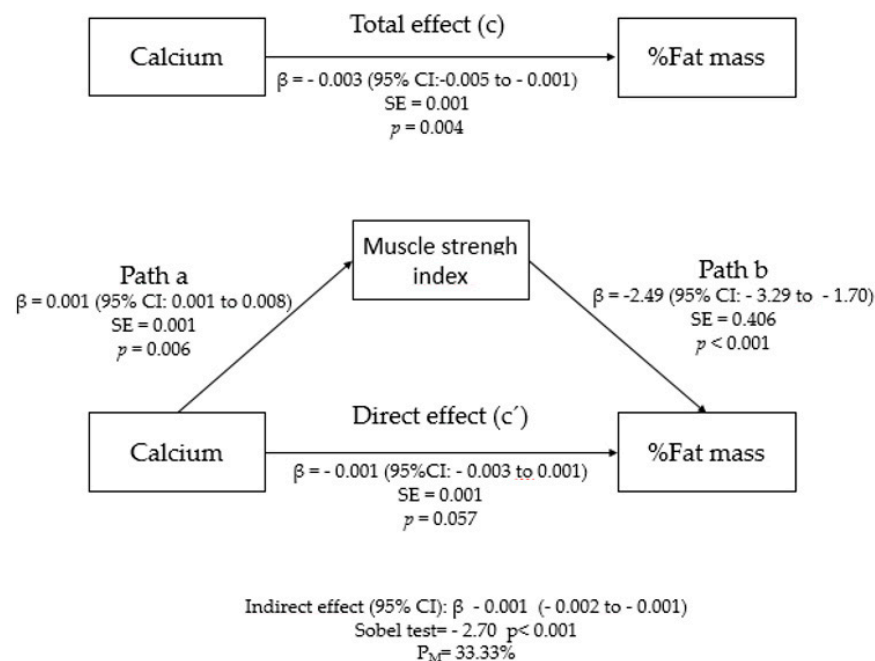 Total effect (c)
Calcium
%Fat mass
β = - 0.003 (95% CI:-0.005 to - 0.001)
SE = 0.001
p = 0.004
Muscle strengh
index
Path a
β = 0.001 (95% CI: 0.001 to 0.008)
SE = 0.001
p = 0.006
Path b
β = -2.49 (95% CI: - 3.29 to - 1.70)
SE = 0.406
p < 0.001
Direct effect (c´)
Calcium
%Fat mass
β = - 0.001 (95%CI: - 0.003 to 0.001)
SE = 0.001
p = 0.057
Indirect effect (95% CI): β - 0.001 (- 0.002 to - 0.001)
Sobel test= - 2.70 p< 0.001
PM= 33.33%